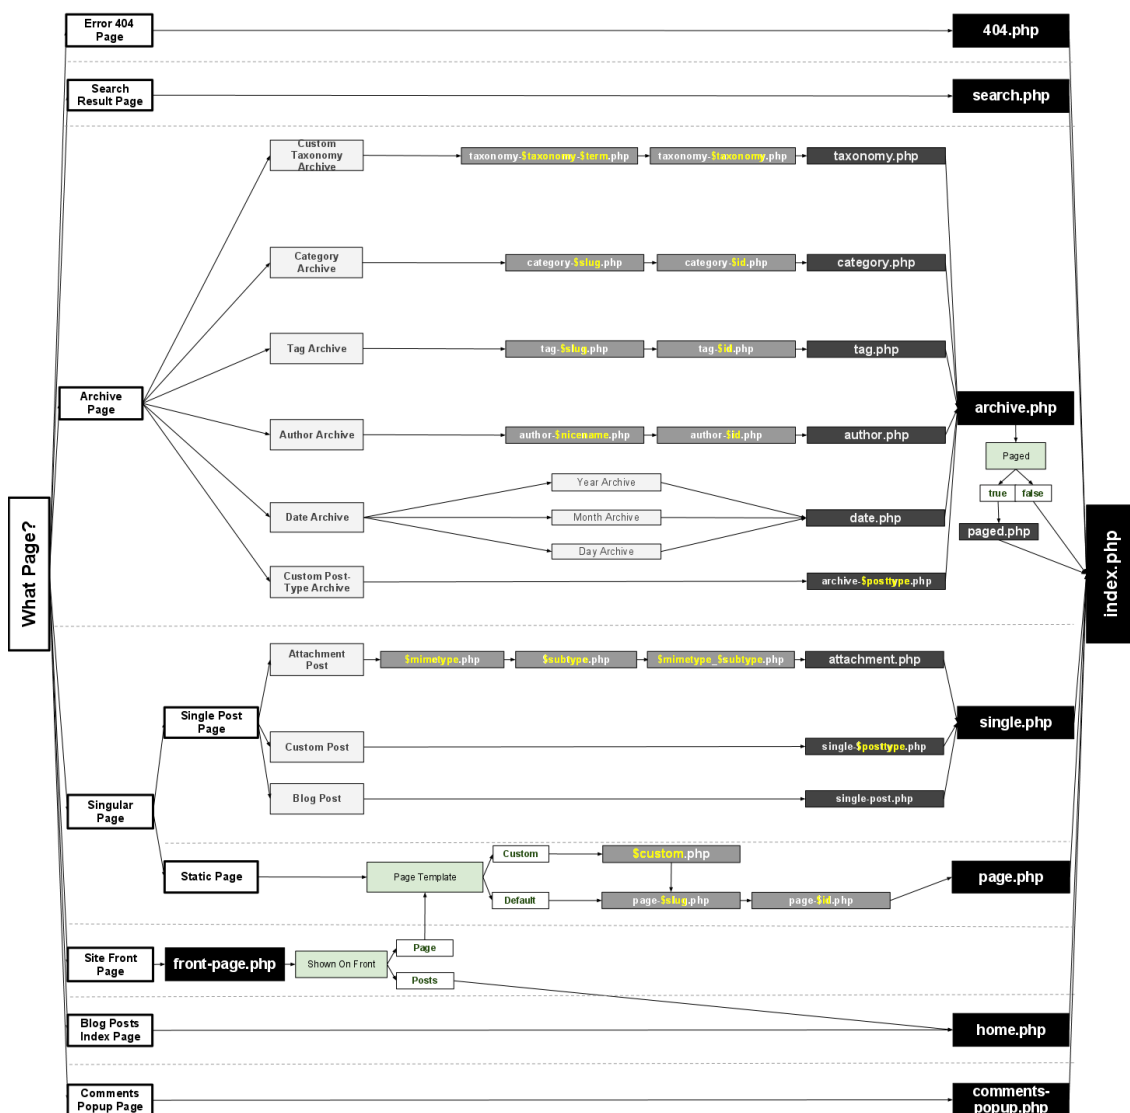 Error 404
Page
404.php
Search
Result Page
search.php
Custom
Taxonomy
Archive
taxonomy-$taxonomy-$term.php
taxonomy-$taxonomy.php
taxonomy.php
Category
Archive
category-$slug.php
category-$id.php
category.php
Tag Archive
tag-$slug.php
tag-$id.php
tag.php
Archive
Page
archive.php
Author Archive
author-$nicename.php
author-$id.php
author.php
Paged
true
false
paged.php
Year Archive
Date Archive
Month Archive
date.php
Day Archive
Custom Post-
Type Archive
archive-$posttype.php
What Page?
index.php
Attachment
Post
$mimetype.php
$subtype.php
$mimetype_$subtype.php
attachment.php
Single Post
Page
single.php
Custom Post
single-$posttype.php
Blog Post
single-post.php
Singular
Page
Static Page
Page Template
Custom
$custom.php
Default
page-$slug.php
page-$id.php
page.php
Site Front
Page
front-page.php
Shown On Front
Page
Posts
Blog Posts
Index Page
home.php
Comments
Popup Page
comments-
popup.php